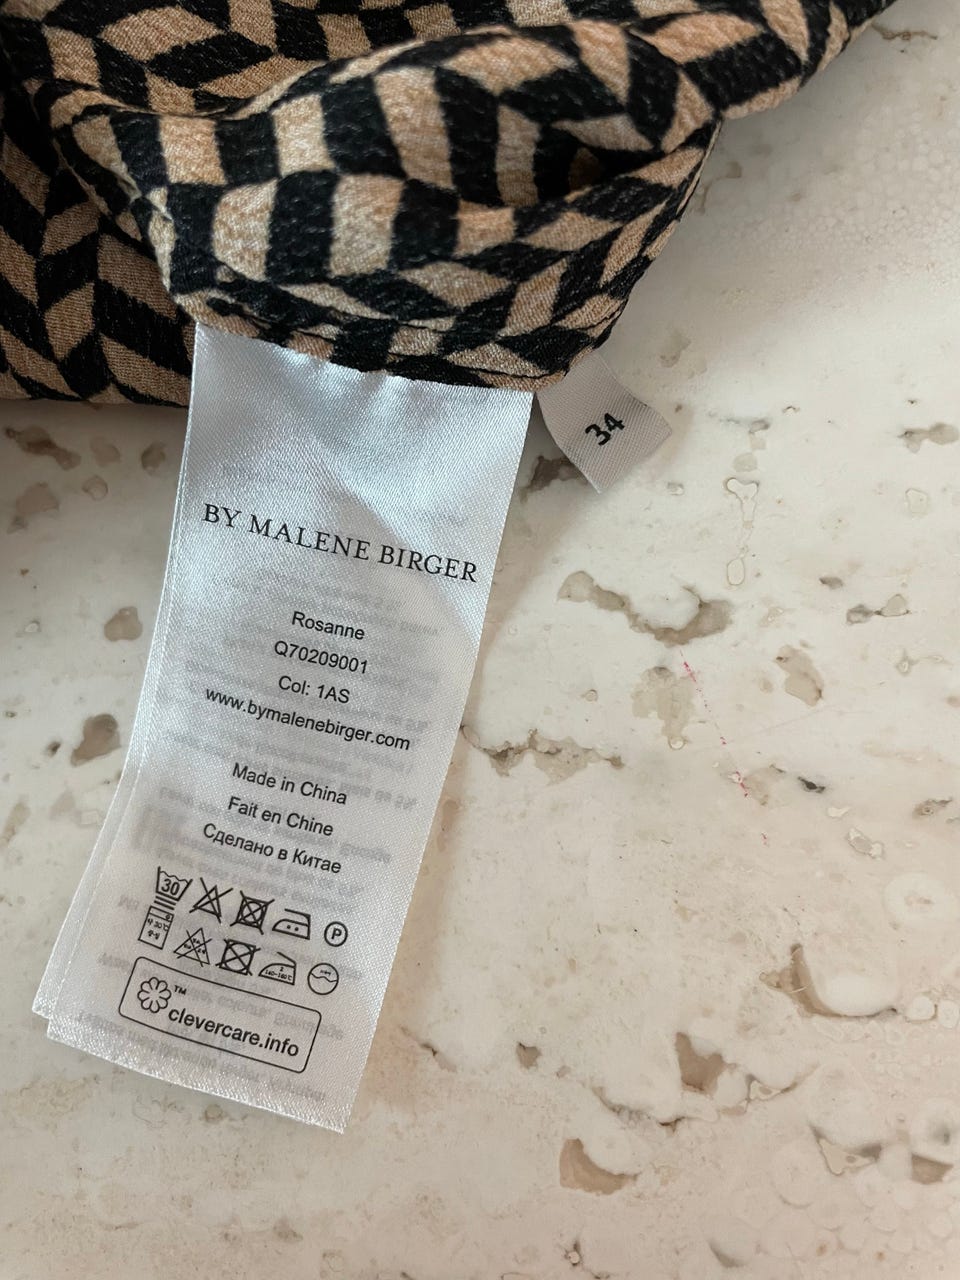 34
BY MALENE BIRGER
Rosanne
Q70209001
Col: 1AS
www.bymalenebirger.com
Made in China
Fait en Chine
Сделано в Китае
30
P
clevercare.info™